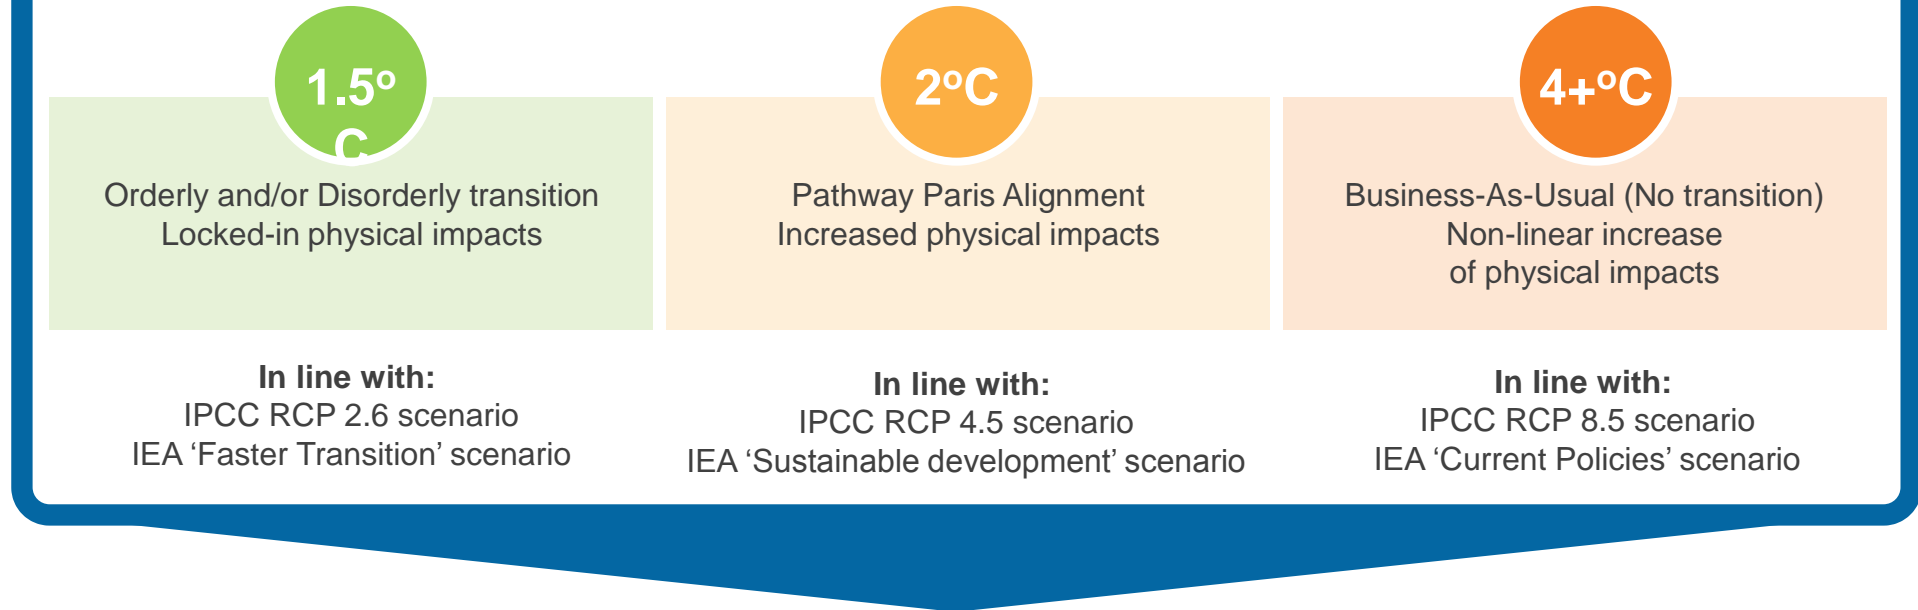 1.5°
C
Orderly and/or Disorderly transition
Locked-in physical impacts
In line with:
IPCC RCP 2.6 scenario
IEA ‘Faster Transition’ scenario
2°C
Pathway Paris Alignment
Increased physical impacts
In line with:
IPCC RCP 4.5 scenario
IEA ‘Sustainable development’ scenario
4+°C
Business-As-Usual (No transition)
Non-linear increase
of physical impacts
In line with:
IPCC RCP 8.5 scenario
IEA ‘Current Policies’ scenario